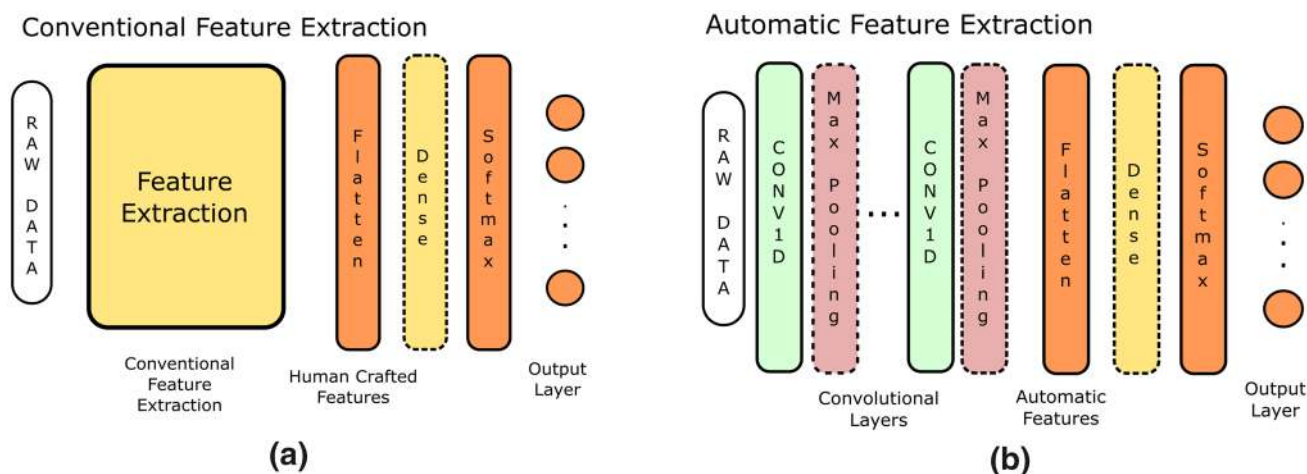 Conventional Feature Extraction
RAW DATA
Feature
Extraction
Flatten
Dense
Softmax
Conventional
Feature
Extraction
Human Crafted
Features
Output
Layer
(a)
Automatic Feature Extraction
RAW DATA
CONV1D
Max Pooling
...
CONV1D
Max Pooling
Flatten
Dense
Softmax
Convolutional
Layers
Automatic
Features
Output
Layer
(b)